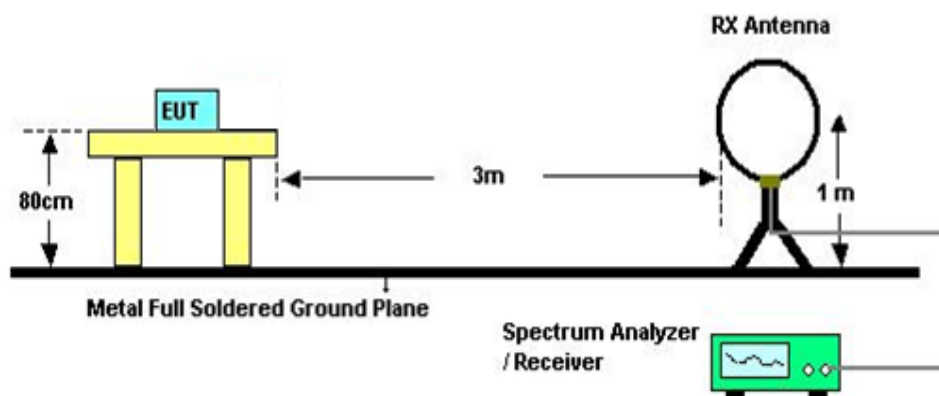 RX Antenna
EUT
80cm
3m
1 m
Metal Full Soldered Ground Plane
Spectrum Analyzer
/ Receiver